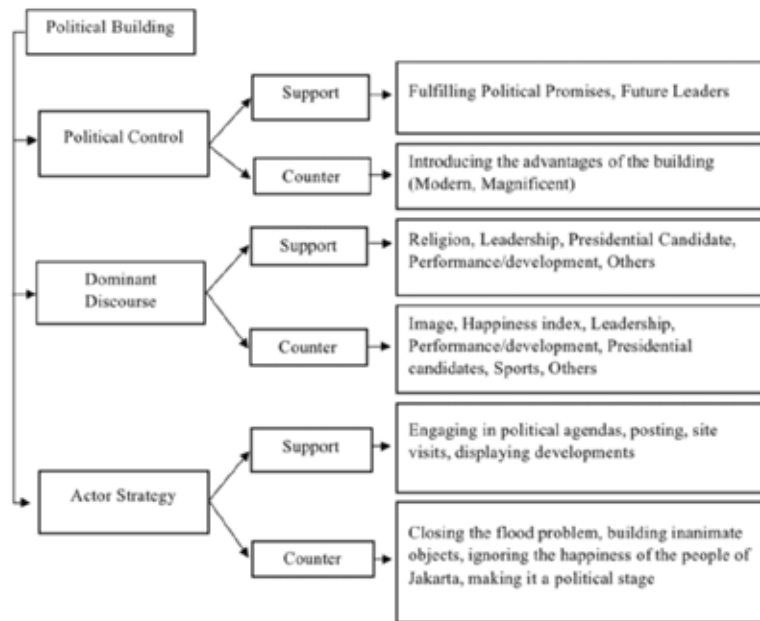 Political Building
Political Control
Support
Fulfilling Political Promises, Future Leaders
Counter
Introducing the advantages of the building
(Modern, Magnificent)
Dominant
Discourse
Support
Religion, Leadership, Presidential Candidate,
Performance/development, Others
Counter
Image, Happiness index, Leadership,
Performance/development, Presidential
candidates, Sports, Others
Actor Strategy
Support
Engaging in political agendas, posting, site
visits, displaying developments
Counter
Closing the flood problem, building inanimate
objects, ignoring the happiness of the people of
Jakarta, making it a political stage